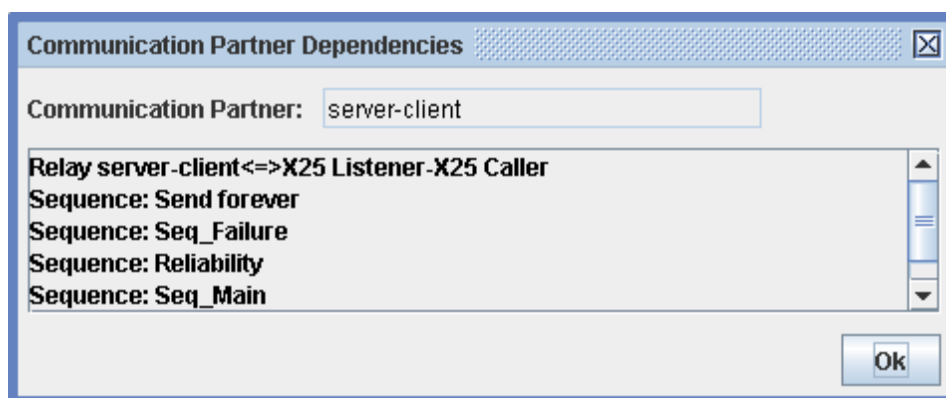 Communication Partner Dependencies
Communication Partner: server-client
Relay server-client<=>X25 Listener-X25 Caller
Sequence: Send forever
Sequence: Seq_Failure
Sequence: Reliability
Sequence: Seq_Main
Ok